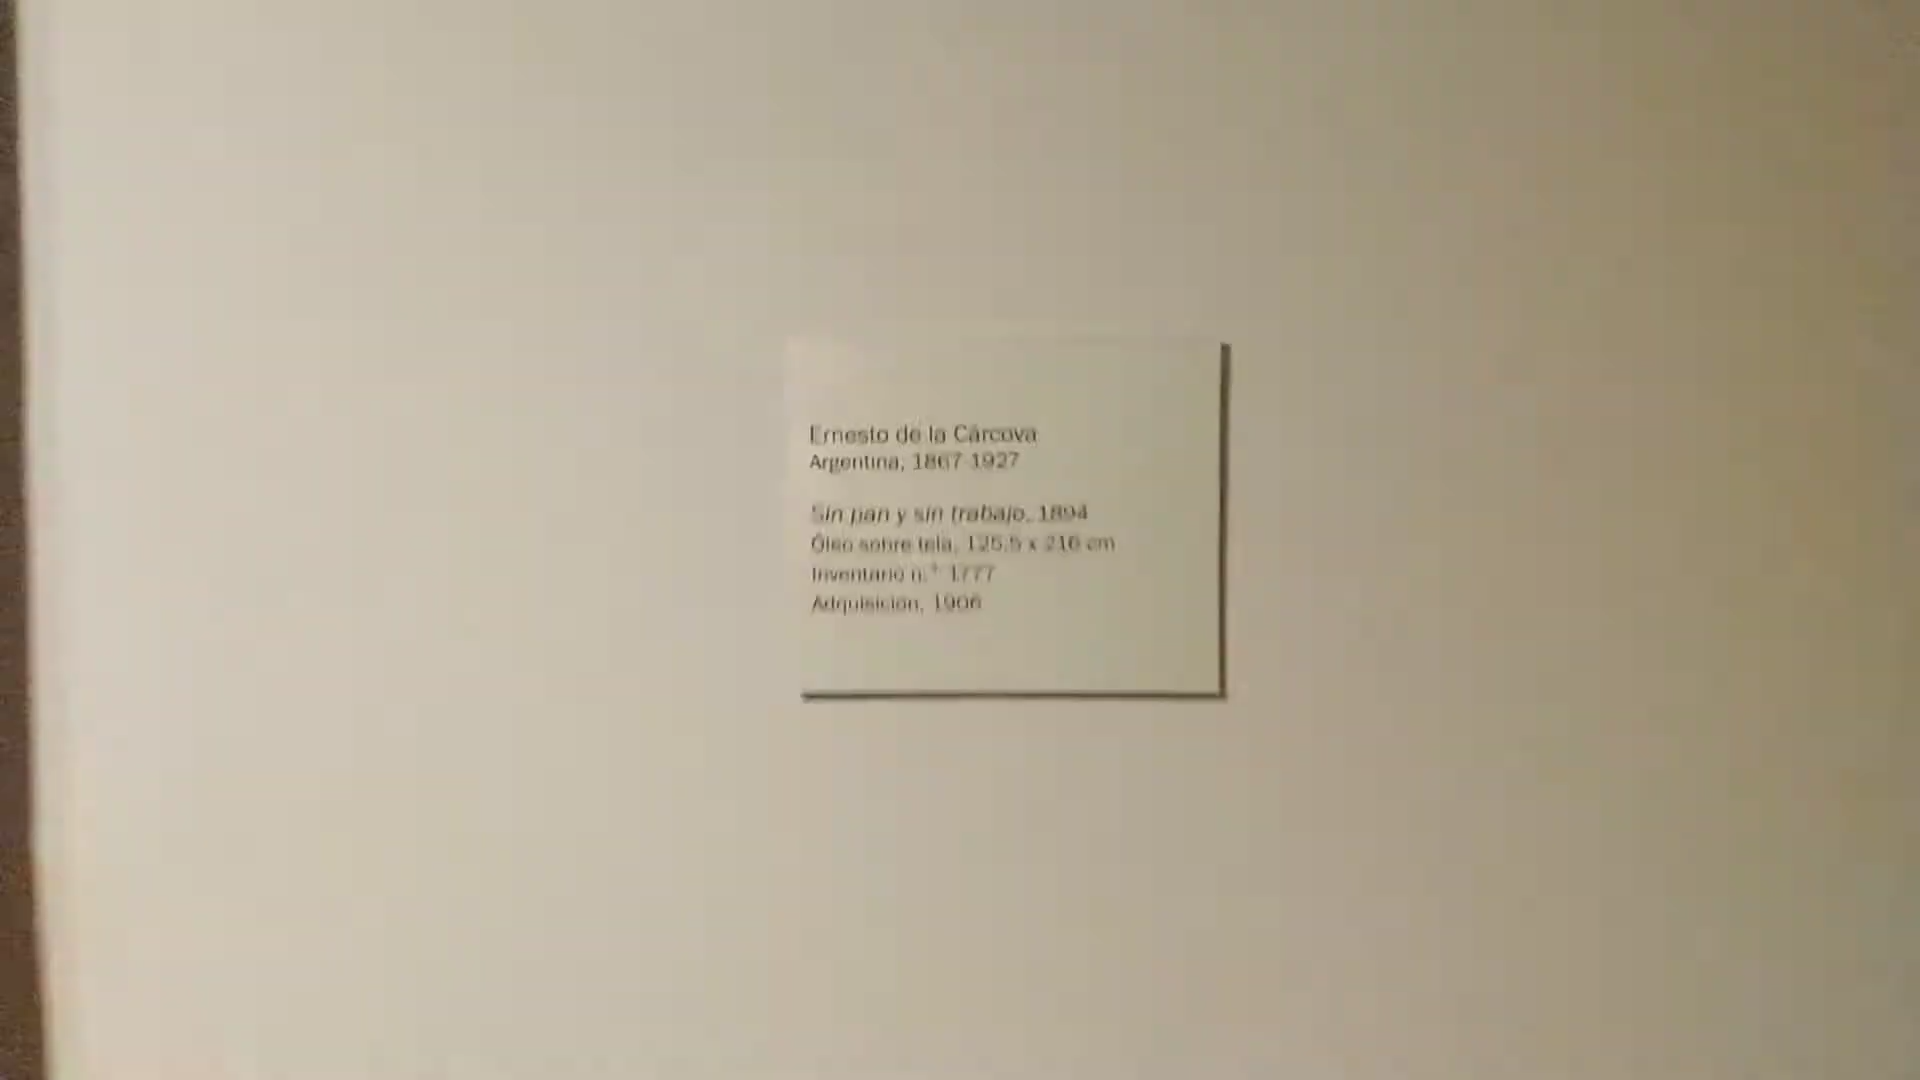 Ernesto de la Cárcova
Argentina, 1867-1927
Sin pan y sin trabajo, 1894
Óleo sobre tela, 125,5 x 216 cm
Inventario n.° 1777
Adquisición, 1906